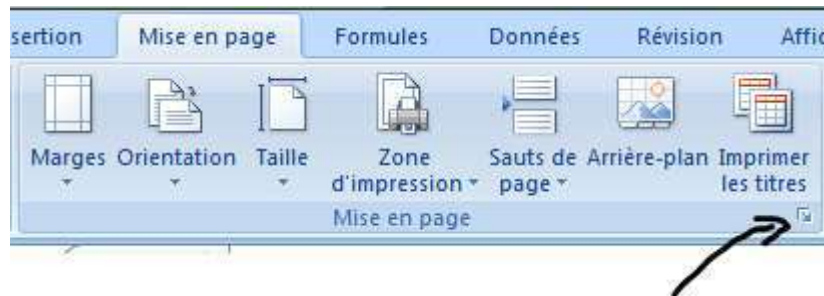 sertion Mise en page Formules Données Révision Affic
Marges Orientation Taille Zone d'impression Sauts de page Arrière-plan Imprimer les titres
Mise en page